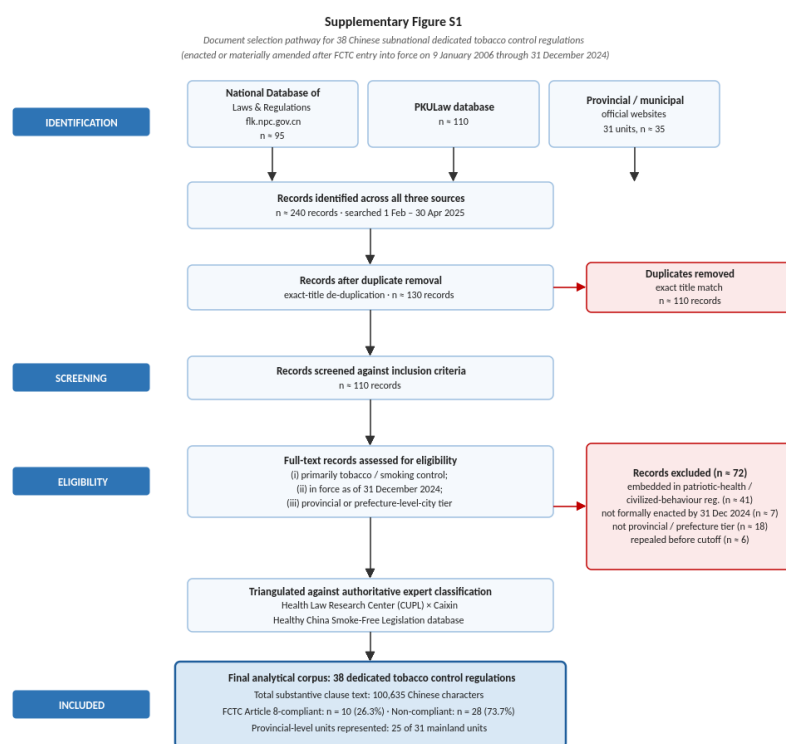 Supplementary Figure S1
Document selection pathway for 38 Chinese subnational dedicated tobacco control regulations
(enacted or materially amended after FCTC entry into force on 9 January 2006 through 31 December 2024)
IDENTIFICATION
National Database of
Laws & Regulations
flk.npc.gov.cn
n ≈ 95
PKULaw database
n ≈ 110
Provincial / municipal
official websites
31 units, n ≈ 35
Records identified across all three sources
n ≈ 240 records · searched 1 Feb – 30 Apr 2025
Records after duplicate removal
exact-title de-duplication · n ≈ 130 records
Duplicates removed
exact title match
n ≈ 110 records
SCREENING
Records screened against inclusion criteria
n ≈ 110 records
ELIGIBILITY
Full-text records assessed for eligibility
(i) primarily tobacco / smoking control;
(ii) in force as of 31 December 2024;
(iii) provincial or prefecture-level-city tier
Records excluded (n ≈ 72)
embedded in patriotic-health /
civilized-behaviour reg. (n ≈ 41)
not formally enacted by 31 Dec 2024 (n ≈ 7)
not provincial / prefecture tier (n ≈ 18)
repealed before cutoff (n ≈ 6)
Triangulated against authoritative expert classification
Health Law Research Center (CUPL) × Caixin
Healthy China Smoke-Free Legislation database
INCLUDED
Final analytical corpus: 38 dedicated tobacco control regulations
Total substantive clause text: 100,635 Chinese characters
FCTC Article 8-compliant: n = 10 (26.3%) · Non-compliant: n = 28 (73.7%)
Provincial-level units represented: 25 of 31 mainland units